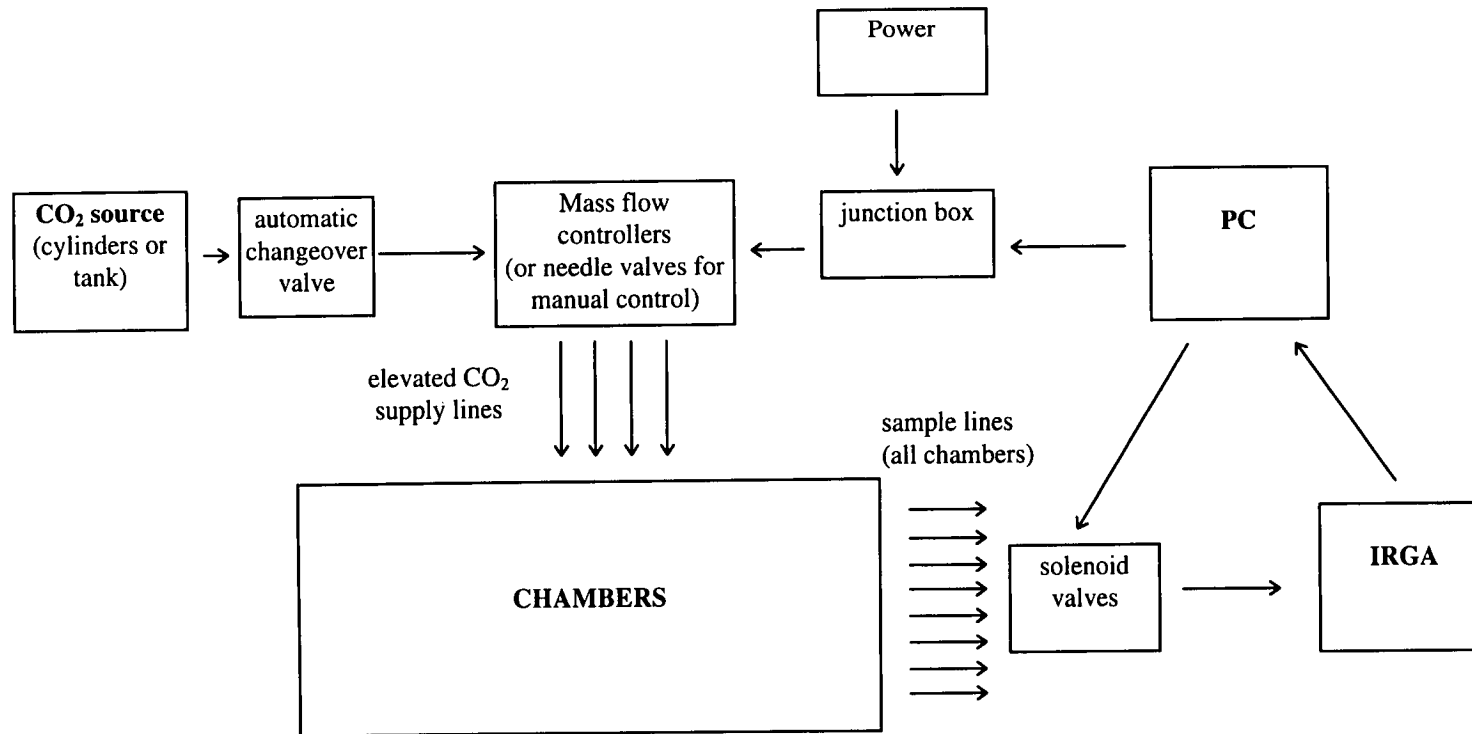 Power
CO₂ source
(cylinders or
tank)
automatic
changeover
valve
Mass flow
controllers
(or needle valves for
manual control)
junction box
PC
elevated CO₂
supply lines
sample lines
(all chambers)
CHAMBERS
solenoid
valves
IRGA